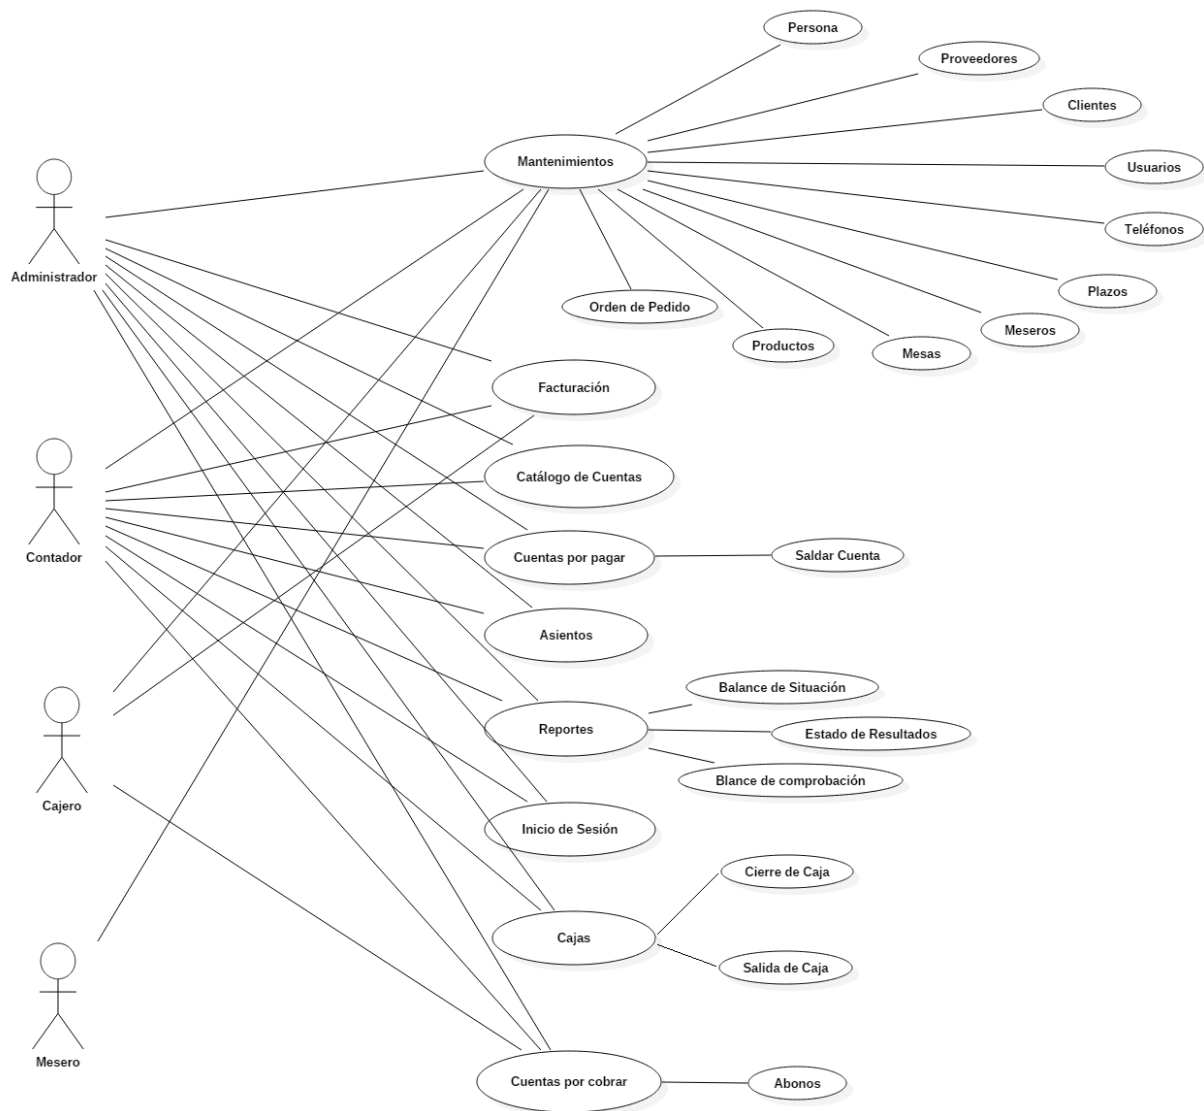 Persona
Proveedores
Clientes
Mantenimientos
Usuarios
Teléfonos
Administrador
Plazos
Orden de Pedido
Meseros
Productos
Mesas
Facturación
Catálogo de Cuentas
Contador
Cuentas por pagar
Saldar Cuenta
Asientos
Balance de Situación
Reportes
Estado de Resultados
Blance de comprobación
Cajero
Inicio de Sesión
Cierre de Caja
Cajas
Salida de Caja
Mesero
Cuentas por cobrar
Abonos